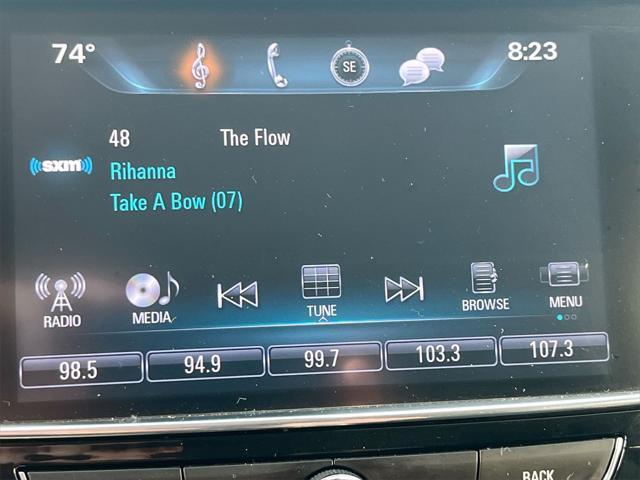 74° SE 8:23
48 The Flow
sxm Rihanna
Take A Bow (07)
RADIO MEDIA TUNE BROWSE MENU
98.5 94.9 99.7 103.3 107.3
BACK